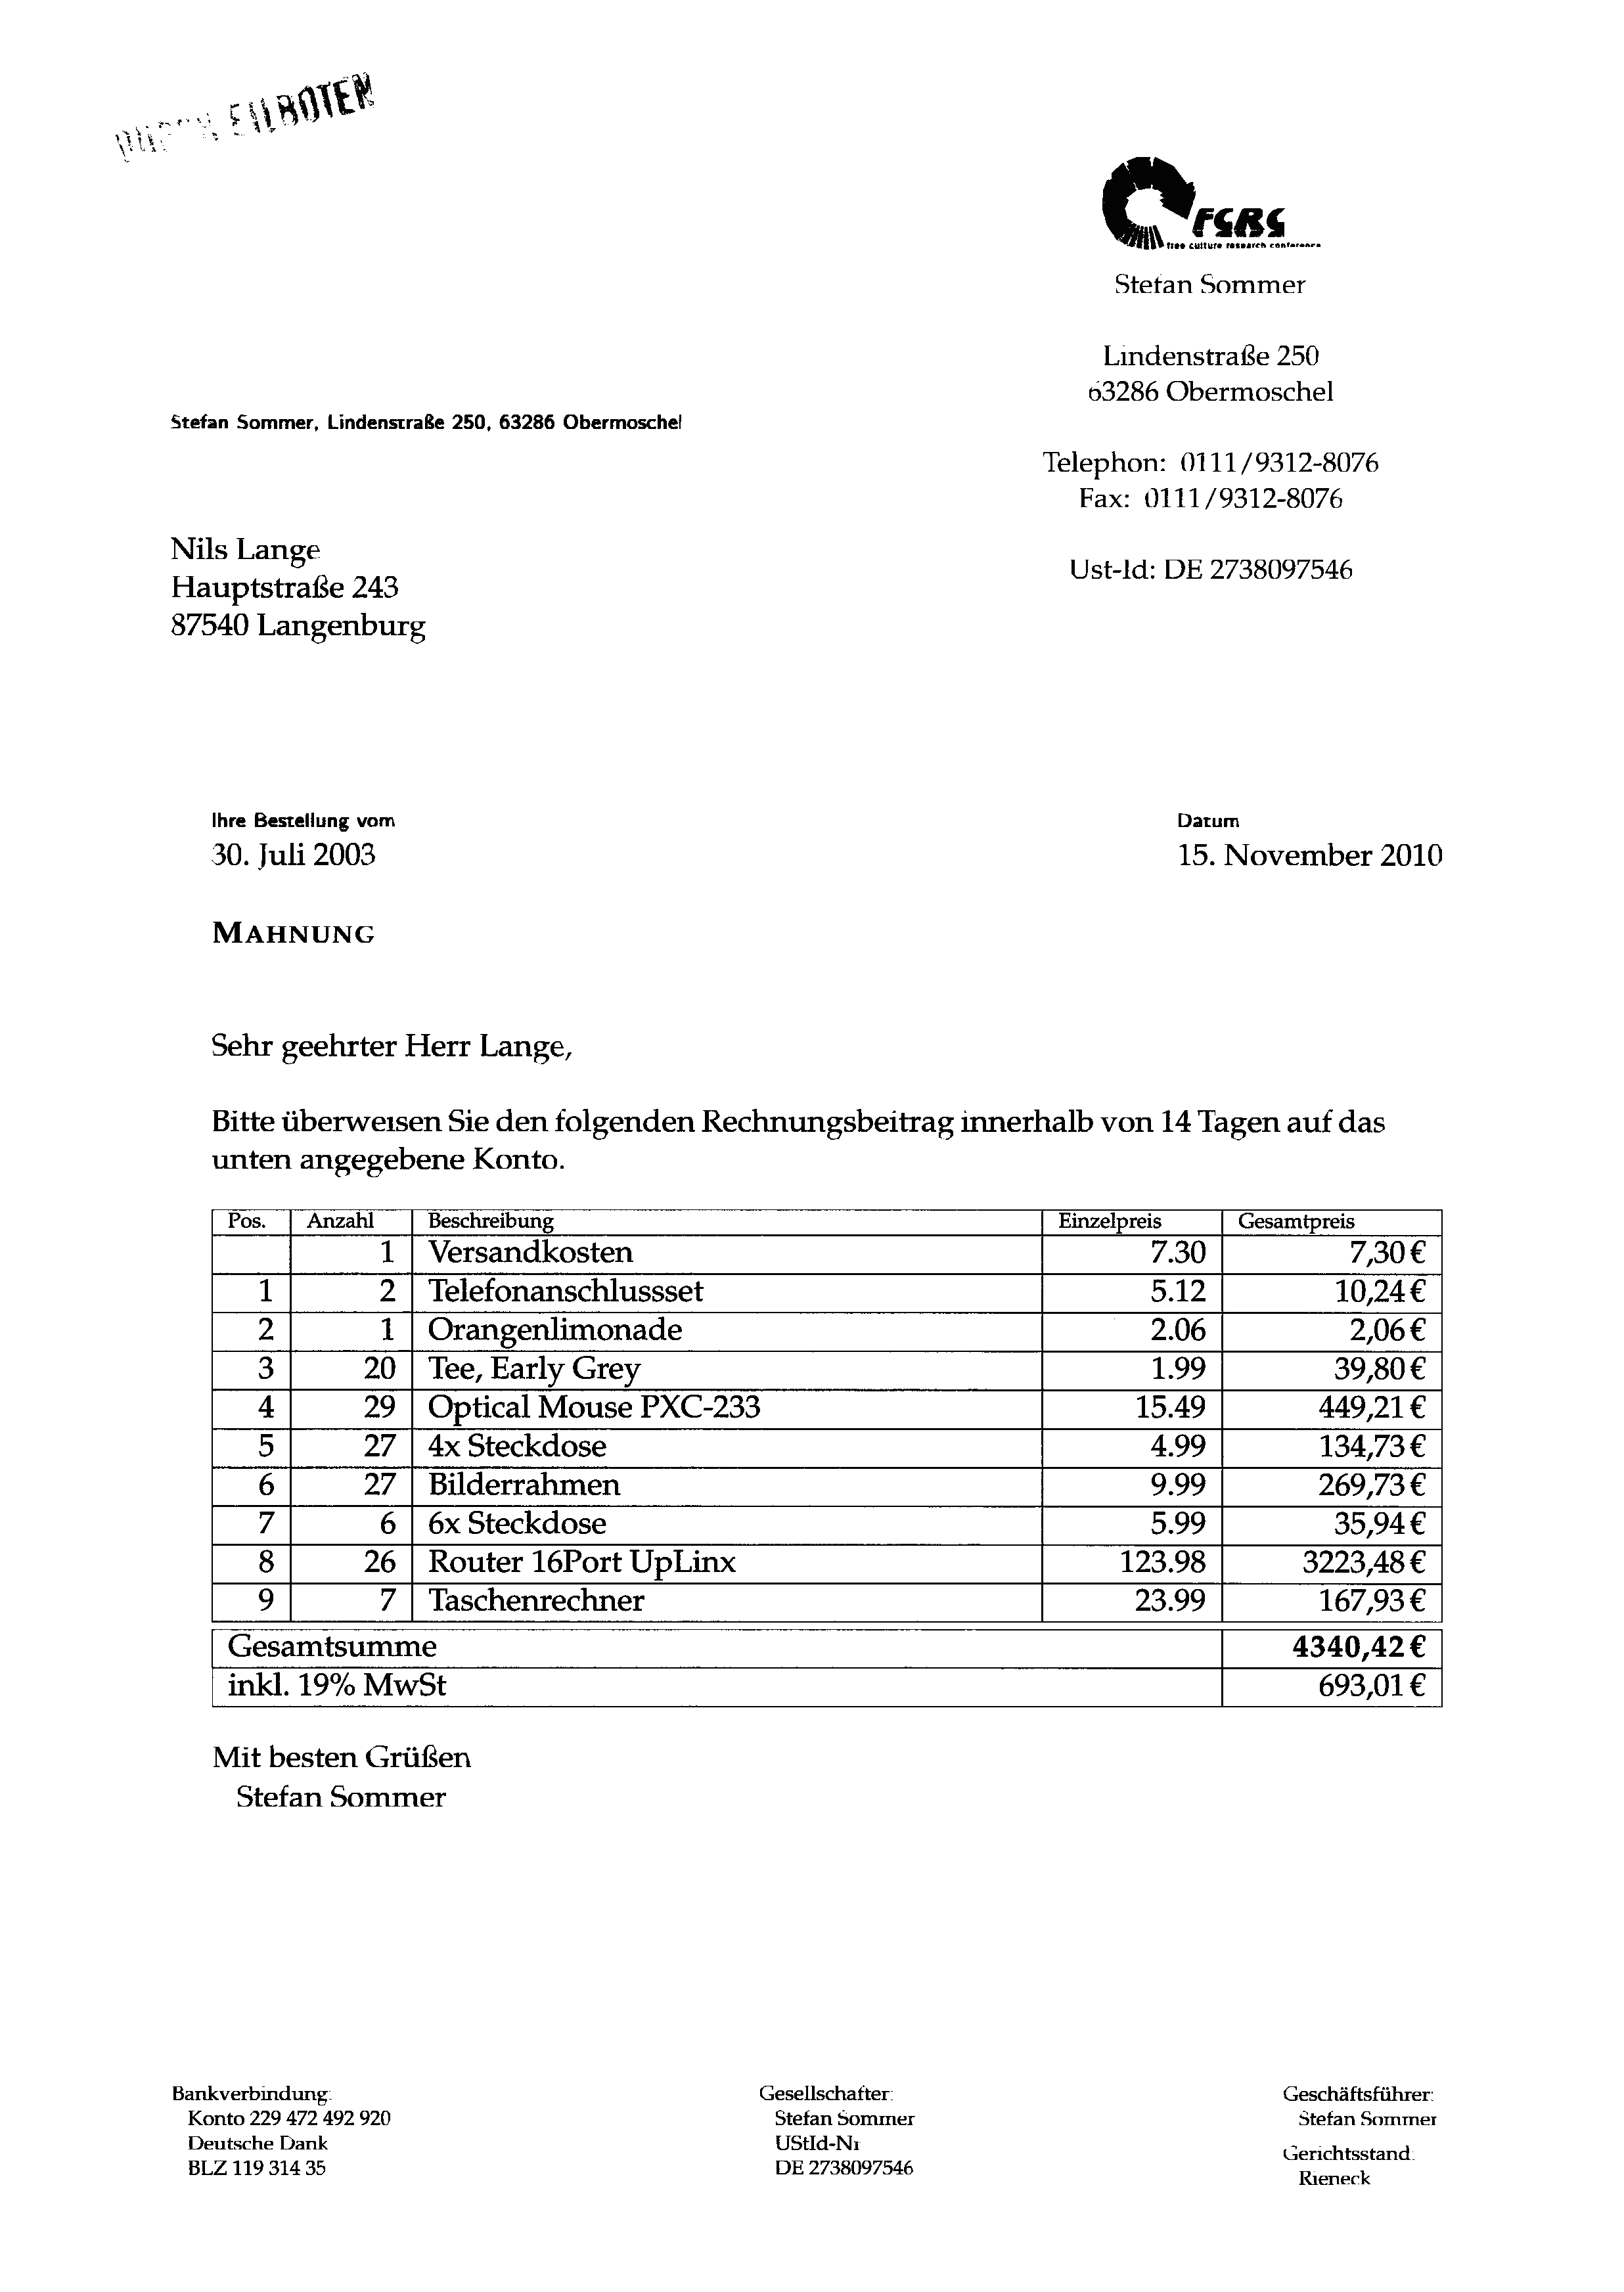 EILBOTEN
FCRC
free culture research conference
Stefan Sommer
Lindenstraße 250
63286 Obermoschel
Stefan Sommer, Lindenstraße 250, 63286 Obermoschel
Telephon: 0111/9312-8076
Fax: 0111/9312-8076
Nils Lange
Hauptstraße 243
87540 Langenburg
Ust-Id: DE 2738097546
Ihre Bestellung vom Datum
30. Juli 2003 15. November 2010
MAHNUNG
Sehr geehrter Herr Lange,
Bitte überweisen Sie den folgenden Rechnungsbeitrag innerhalb von 14 Tagen auf das
unten angegebene Konto.
Pos. Anzahl Beschreibung Einzelpreis Gesamtpreis
1 Versandkosten 7.30 7,30 €
1 2 Telefonanschlussset 5.12 10,24 €
2 1 Orangenlimonade 2.06 2,06 €
3 20 Tee, Early Grey 1.99 39,80 €
4 29 Optical Mouse PXC-233 15.49 449,21 €
5 27 4x Steckdose 4.99 134,73 €
6 27 Bilderrahmen 9.99 269,73 €
7 6 6x Steckdose 5.99 35,94 €
8 26 Router 16Port UpLinx 123.98 3223,48 €
9 7 Taschenrechner 23.99 167,93 €
Gesamtsumme 4340,42 €
inkl. 19% MwSt 693,01 €
Mit besten Grüßen
Stefan Sommer
Bankverbindung: Gesellschafter: Geschäftsführer:
Konto 229 472 492 920 Stefan Sommer Stefan Sommer
Deutsche Dank UStId-Nr
BLZ 119 314 35 DE 2738097546 Gerichtsstand:
Rieneck